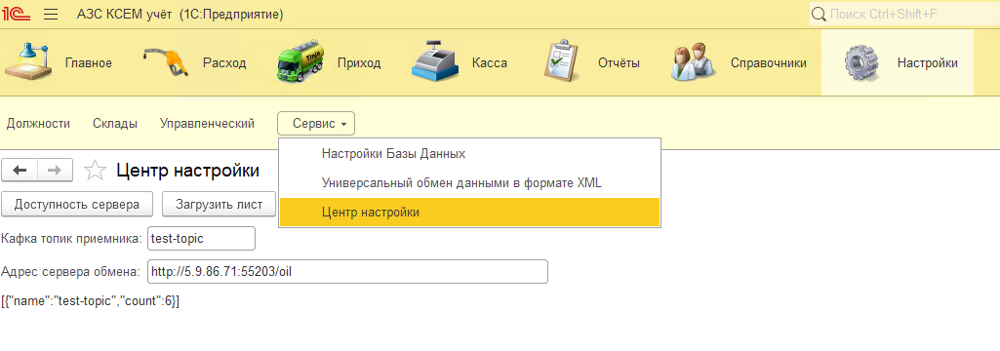 1С АЗС КСЕМ учёт (1С:Предприятие) Поиск Ctrl+Shift+F
Главное Расход Приход Касса Отчёты Справочники Настройки
Должности Склады Управленческий Сервис
Настройки Базы Данных
Универсальный обмен данными в формате XML
Центр настройки
Центр настройки
Доступность сервера Загрузить лист
Кафка топик приемника: test-topic
Адрес сервера обмена: http://5.9.86.71:55203/oil
[{"name":"test-topic","count":6}]